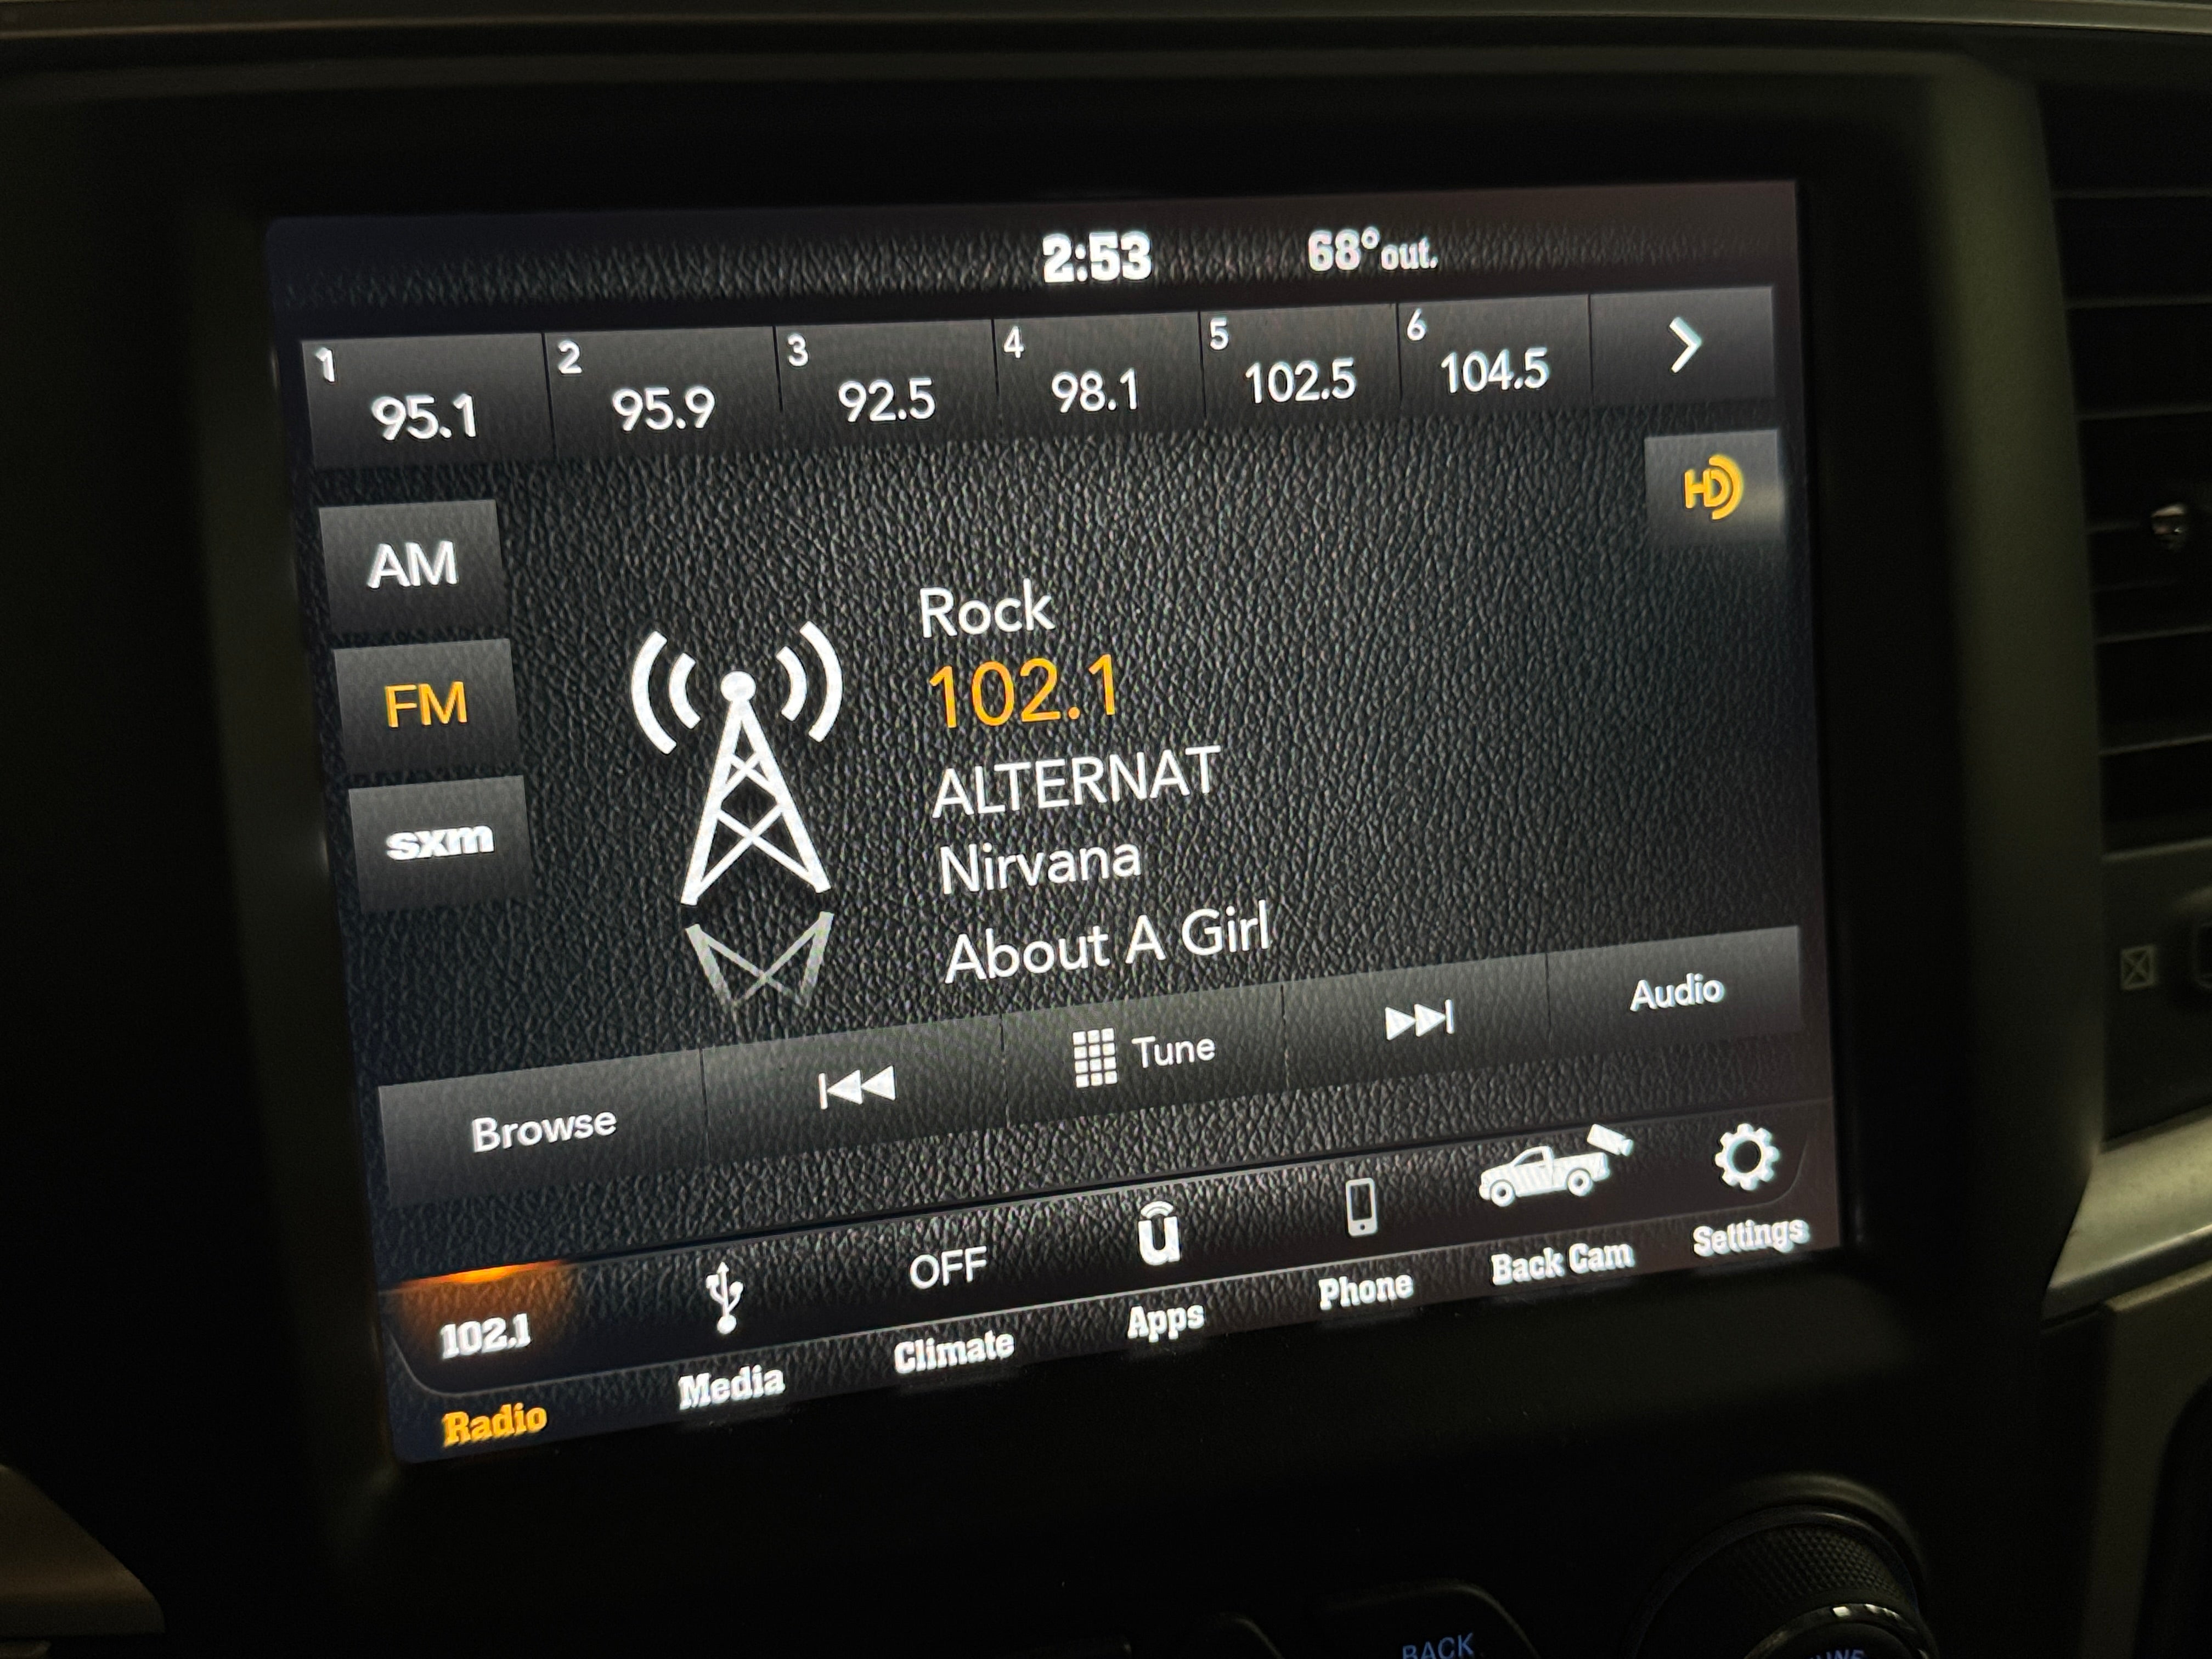 2:53 68° out.
1 2 3 4 5 6
95.1 95.9 92.5 98.1 102.5 104.5
HD
AM
FM
sxm
Rock
102.1
ALTERNAT
Nirvana
About A Girl
Browse Tune Audio
102.1 OFF u
Radio Media Climate Apps Phone Back Cam Settings
BACK